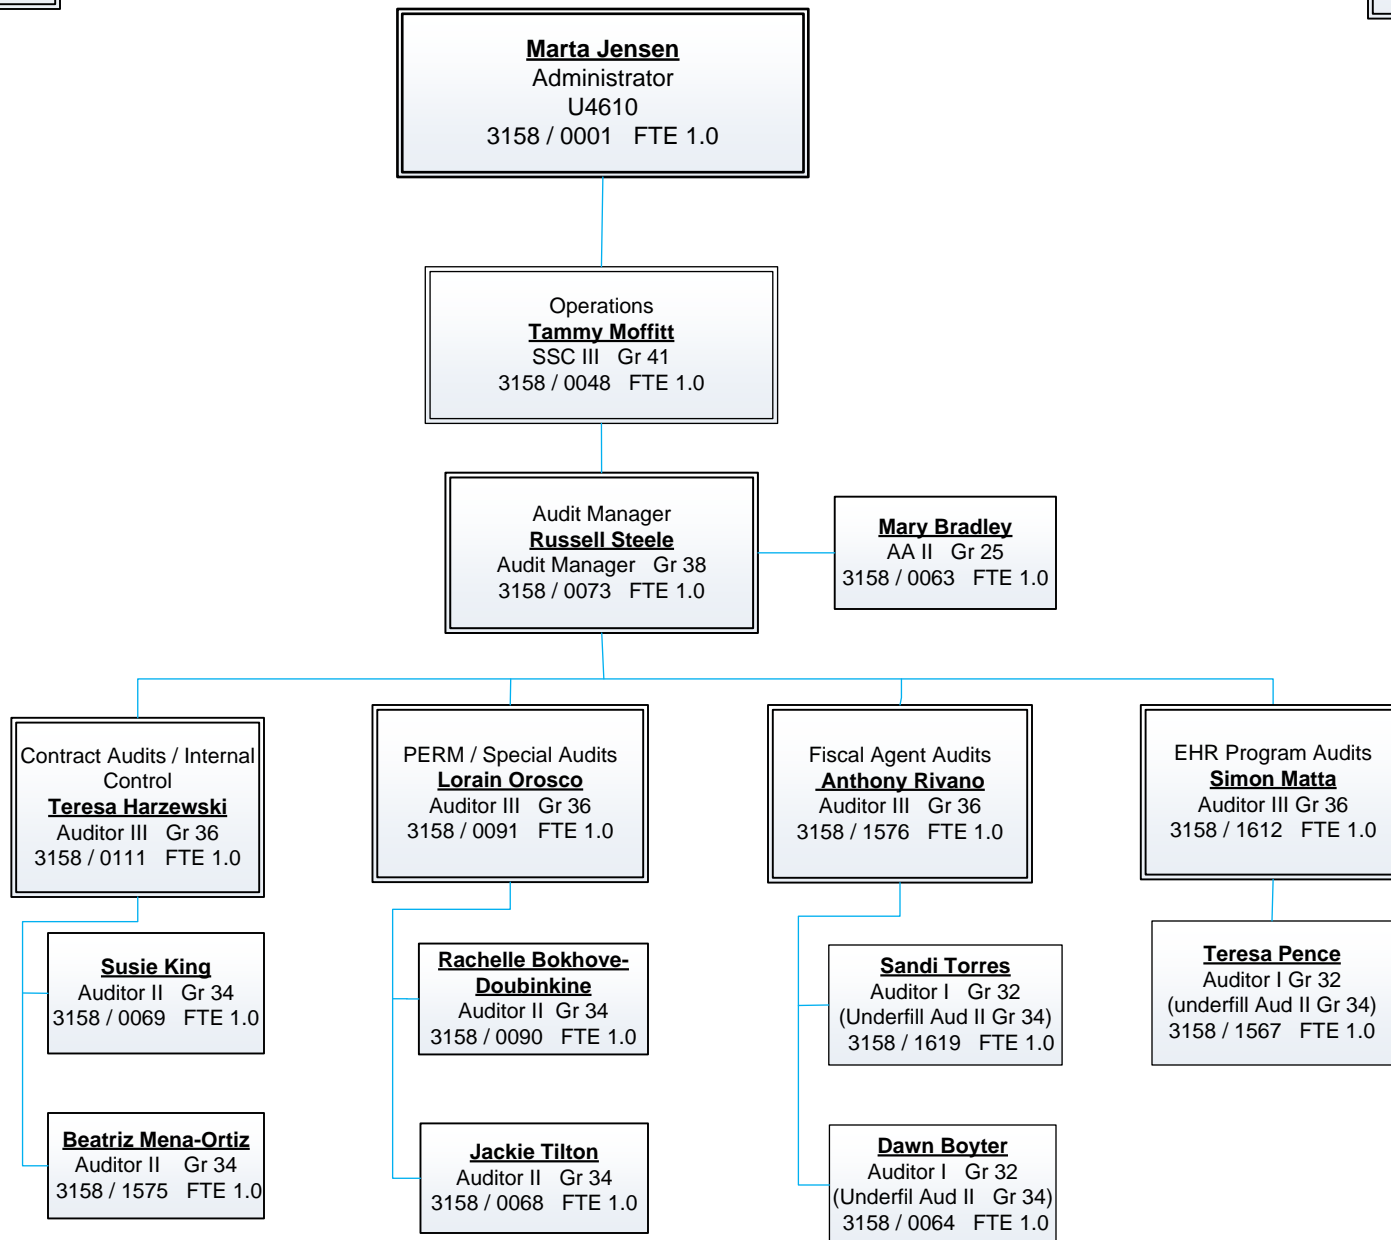 Marta Jensen
Administrator
U4610
3158 / 0001 FTE 1.0
Operations
Tammy Moffitt
SSC III Gr 41
3158 / 0048 FTE 1.0
Audit Manager
Russell Steele
Audit Manager Gr 38
3158 / 0073 FTE 1.0
Mary Bradley
AA II Gr 25
3158 / 0063 FTE 1.0
Contract Audits / Internal
Control
Teresa Harzewski
Auditor III Gr 36
3158 / 0111 FTE 1.0
PERM / Special Audits
Lorain Orosco
Auditor III Gr 36
3158 / 0091 FTE 1.0
Fiscal Agent Audits
Anthony Rivano
Auditor III Gr 36
3158 / 1576 FTE 1.0
EHR Program Audits
Simon Matta
Auditor III Gr 36
3158 / 1612 FTE 1.0
Susie King
Auditor II Gr 34
3158 / 0069 FTE 1.0
Rachelle Bokhove-
Doubinkine
Auditor II Gr 34
3158 / 0090 FTE 1.0
Sandi Torres
Auditor I Gr 32
(Underfill Aud II Gr 34)
3158 / 1619 FTE 1.0
Teresa Pence
Auditor I Gr 32
(underfill Aud II Gr 34)
3158 / 1567 FTE 1.0
Beatriz Mena-Ortiz
Auditor II Gr 34
3158 / 1575 FTE 1.0
Jackie Tilton
Auditor II Gr 34
3158 / 0068 FTE 1.0
Dawn Boyter
Auditor I Gr 32
(Underfil Aud II Gr 34)
3158 / 0064 FTE 1.0